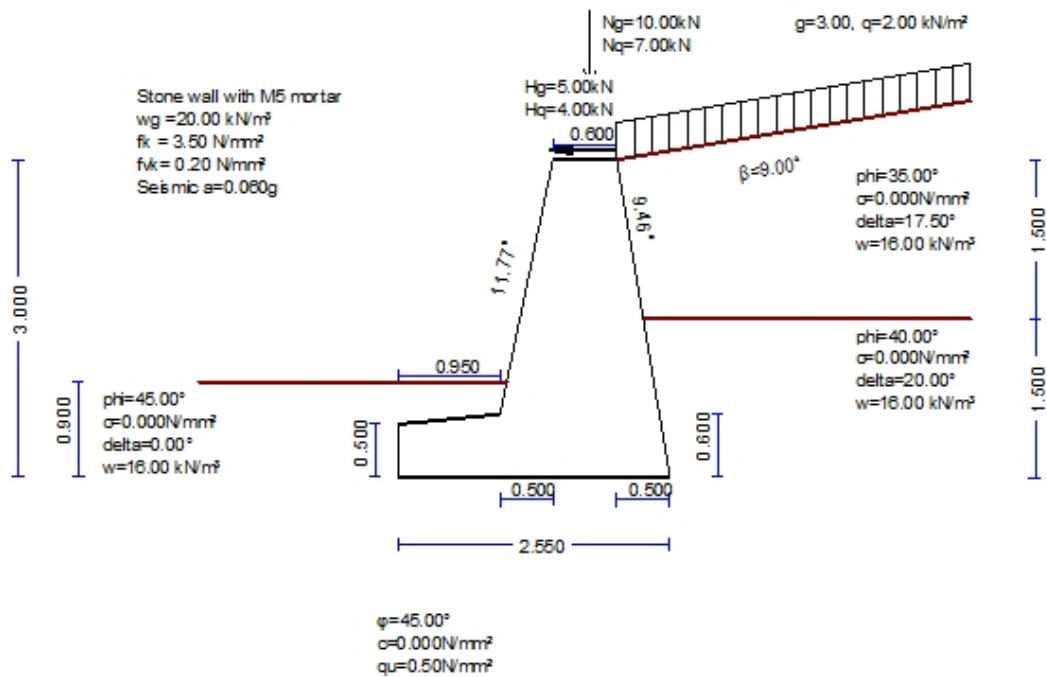 Ng=10.00kN
Nq=7.00kN
g=3.00, q=2.00 kN/m²
Stone wall with M5 mortar
wg =20.00 kN/m³
fk = 3.50 N/mm²
fvk= 0.20 N/mm²
Seismic a=0.060g
Hg=5.00kN
Hq=4.00kN
0.600
β=9.00°
phi=35.00°
c=0.000N/mm²
delta=17.50°
w=16.00 kN/m³
1.500
9.46°
11.77°
3.000
phi=40.00°
c=0.000N/mm²
delta=20.00°
w=16.00 kN/m³
1.500
0.950
phi=45.00°
c=0.000N/mm²
delta=0.00°
w=16.00 kN/m³
0.900
0.500
0.600
0.500
0.500
2.550
φ=45.00°
c=0.000N/mm²
qu=0.50N/mm²